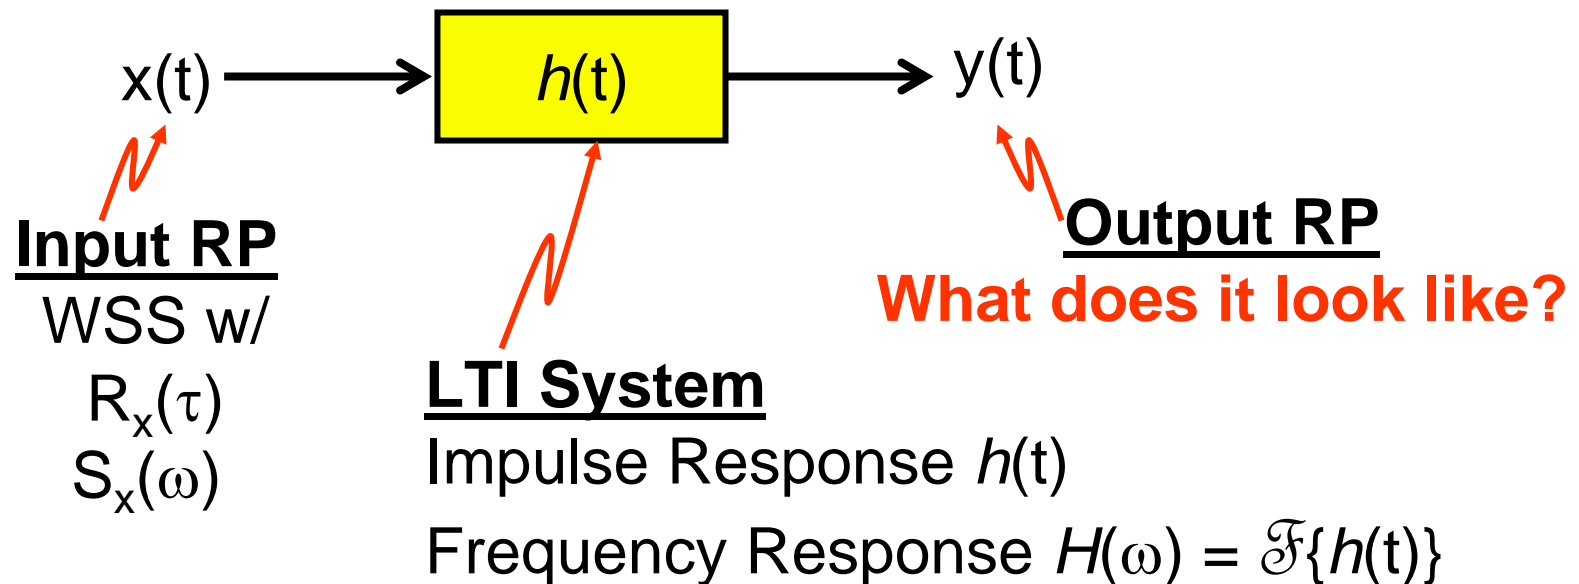 x(t)
h(t)
y(t)
Input RP
WSS w/
Rₓ(τ)
Sₓ(ω)
LTI System
Impulse Response h(t)
Frequency Response H(ω) = ℱ{h(t)}
Output RP
What does it look like?